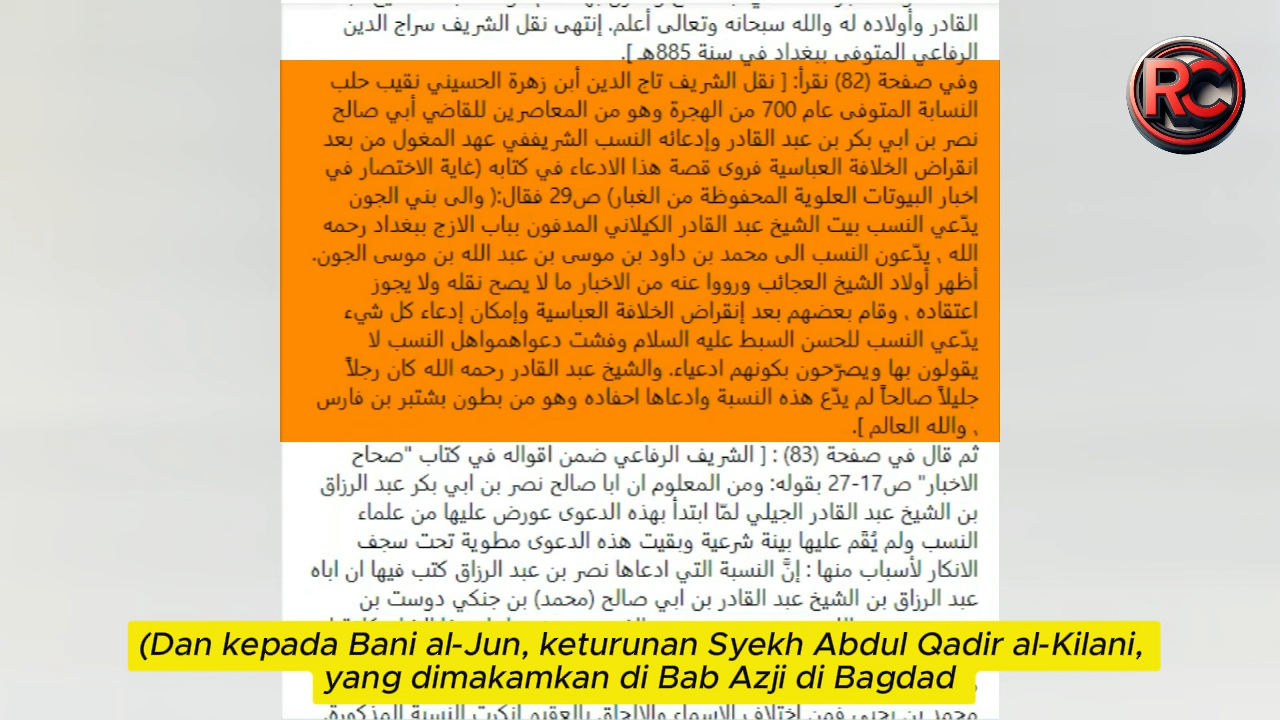 القادر وأولاده له والله سبحانه وتعالى أعلم. إنتهى نقل الشريف سراج الدين
الرفاعي المتوفى ببغداد في سنة 885هـ ].
وفي صفحة (82) نقرأ: [ نقل الشريف تاج الدين أبن زهرة الحسيني نقيب حلب
النسابة المتوفى عام 700 من الهجرة وهو من المعاصرين للقاضي أبي صالح
نصر بن ابي بكر بن عبد القادر وإدعائه النسب الشريففي عهد المغول من بعد
انقراض الخلافة العباسية فروى قصة هذا الادعاء في كتابه (غاية الاختصار في
اخبار البيوتات العلوية المحفوظة من الغبار) ص29 فقال:( والى بني الجون
يدّعي النسب بيت الشيخ عبد القادر الكيلاني المدفون بباب الازج ببغداد رحمه
الله , يدّعون النسب الى محمد بن داود بن موسى بن عبد الله بن موسى الجون.
أظهر أولاد الشيخ العجائب ورووا عنه من الاخبار ما لا يصح نقله ولا يجوز
اعتقاده , وقام بعضهم بعد إنقراض الخلافة العباسية وإمكان إدعاء كل شيء
يدّعي النسب للحسن السبط عليه السلام وفشت دعواهمواهل النسب لا
يقولون بها ويصرّحون بكونهم ادعياء. والشيخ عبد القادر رحمه الله كان رجلاً
جليلاً صالحاً لم يدّع هذه النسبة وادعاها احفاده وهو من بطون بشتبر بن فارس
, والله العالم ].
ثم قال في صفحة (83) : [ الشريف الرفاعي ضمن اقواله في كتاب "صحاح
الاخبار" ص17-27 بقوله: ومن المعلوم ان ابا صالح نصر بن ابي بكر عبد الرزاق
بن الشيخ عبد القادر الجيلي لمّا ابتدأ بهذه الدعوى عورض عليها من علماء
النسب ولم يُقَم عليها بينة شرعية وبقيت هذه الدعوى مطوية تحت سجف
الانكار لأسباب منها : إنَّ النسبة التي ادعاها نصر بن عبد الرزاق كتب فيها ان اباه
عبد الرزاق بن الشيخ عبد القادر بن ابي صالح (محمد) بن جنكي دوست بن
(Dan kepada Bani al-Jun, keturunan Syekh Abdul Qadir al-Kilani,
yang dimakamkan di Bab Azji di Bagdad
محمد بن يحيى فمن اختلاف الاسماء والالحاق بالعقيم انكرت النسبة المذكورة.
RC